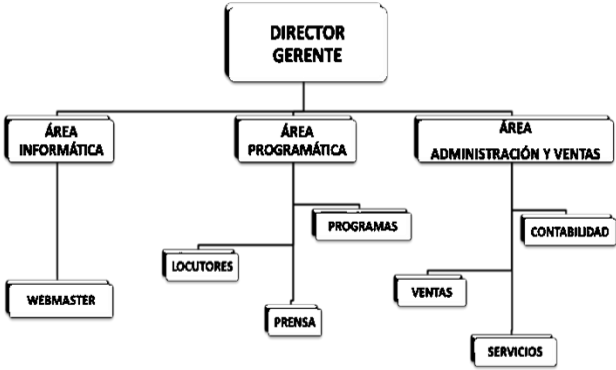 DIRECTOR
GERENTE
ÁREA
INFORMÁTICA
ÁREA
PROGRAMÁTICA
ÁREA
ADMINISTRACIÓN Y VENTAS
PROGRAMAS
CONTABILIDAD
LOCUTORES
VENTAS
WEBMASTER
PRENSA
SERVICIOS